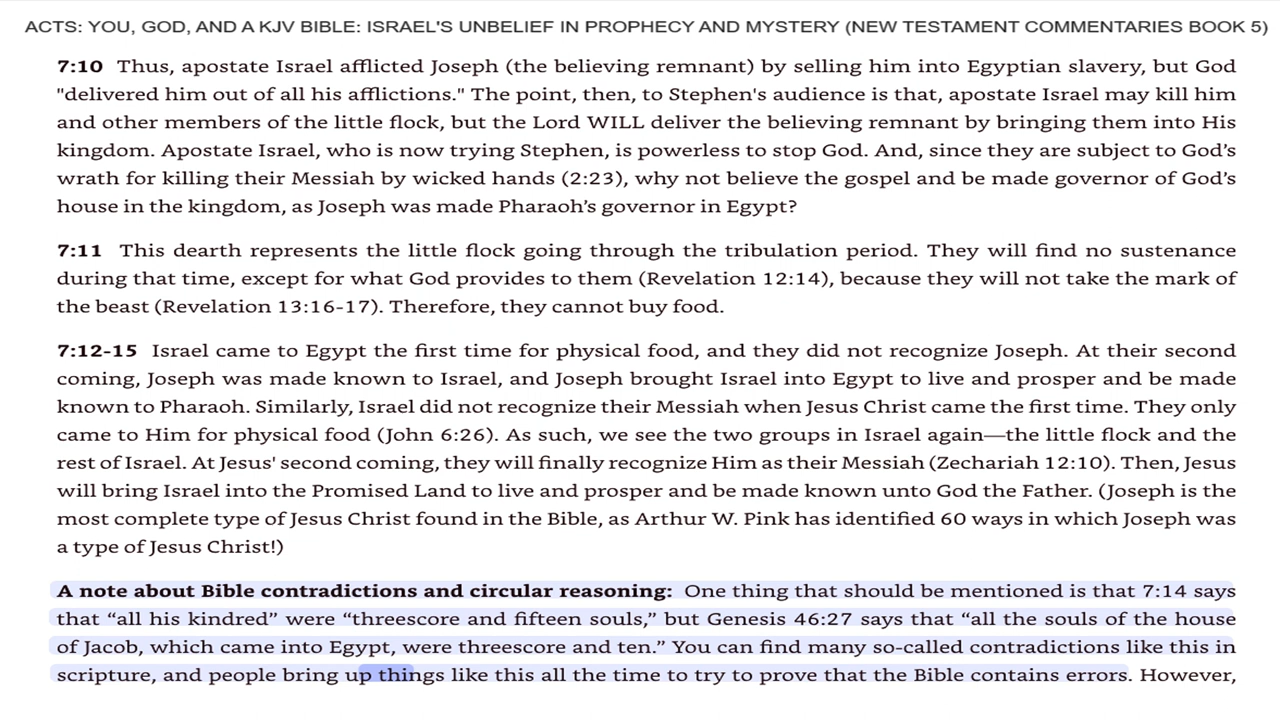 ACTS: YOU, GOD, AND A KJV BIBLE: ISRAEL'S UNBELIEF IN PROPHECY AND MYSTERY (NEW TESTAMENT COMMENTARIES BOOK 5)
7:10 Thus, apostate Israel afflicted Joseph (the believing remnant) by selling him into Egyptian slavery, but God
"delivered him out of all his afflictions." The point, then, to Stephen's audience is that, apostate Israel may kill him
and other members of the little flock, but the Lord WILL deliver the believing remnant by bringing them into His
kingdom. Apostate Israel, who is now trying Stephen, is powerless to stop God. And, since they are subject to God’s
wrath for killing their Messiah by wicked hands (2:23), why not believe the gospel and be made governor of God’s
house in the kingdom, as Joseph was made Pharaoh’s governor in Egypt?
7:11 This dearth represents the little flock going through the tribulation period. They will find no sustenance
during that time, except for what God provides to them (Revelation 12:14), because they will not take the mark of
the beast (Revelation 13:16-17). Therefore, they cannot buy food.
7:12-15 Israel came to Egypt the first time for physical food, and they did not recognize Joseph. At their second
coming, Joseph was made known to Israel, and Joseph brought Israel into Egypt to live and prosper and be made
known to Pharaoh. Similarly, Israel did not recognize their Messiah when Jesus Christ came the first time. They only
came to Him for physical food (John 6:26). As such, we see the two groups in Israel again—the little flock and the
rest of Israel. At Jesus' second coming, they will finally recognize Him as their Messiah (Zechariah 12:10). Then, Jesus
will bring Israel into the Promised Land to live and prosper and be made known unto God the Father. (Joseph is the
most complete type of Jesus Christ found in the Bible, as Arthur W. Pink has identified 60 ways in which Joseph was
a type of Jesus Christ!)
A note about Bible contradictions and circular reasoning: One thing that should be mentioned is that 7:14 says
that “all his kindred” were “threescore and fifteen souls,” but Genesis 46:27 says that “all the souls of the house
of Jacob, which came into Egypt, were threescore and ten.” You can find many so-called contradictions like this in
scripture, and people bring up things like this all the time to try to prove that the Bible contains errors. However,